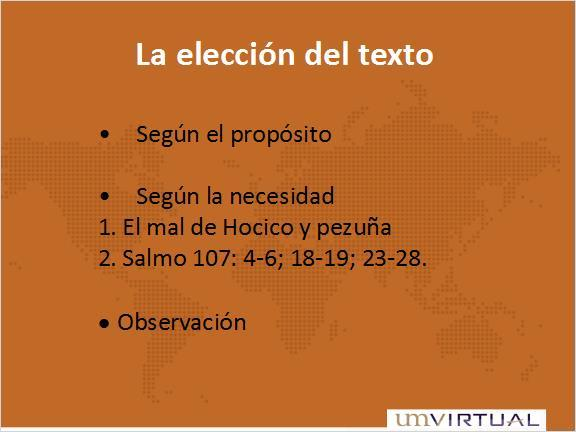 La elección del texto
• Según el propósito
• Según la necesidad
1. El mal de Hocico y pezuña
2. Salmo 107: 4-6; 18-19; 23-28.
• Observación
umVIRTUAL